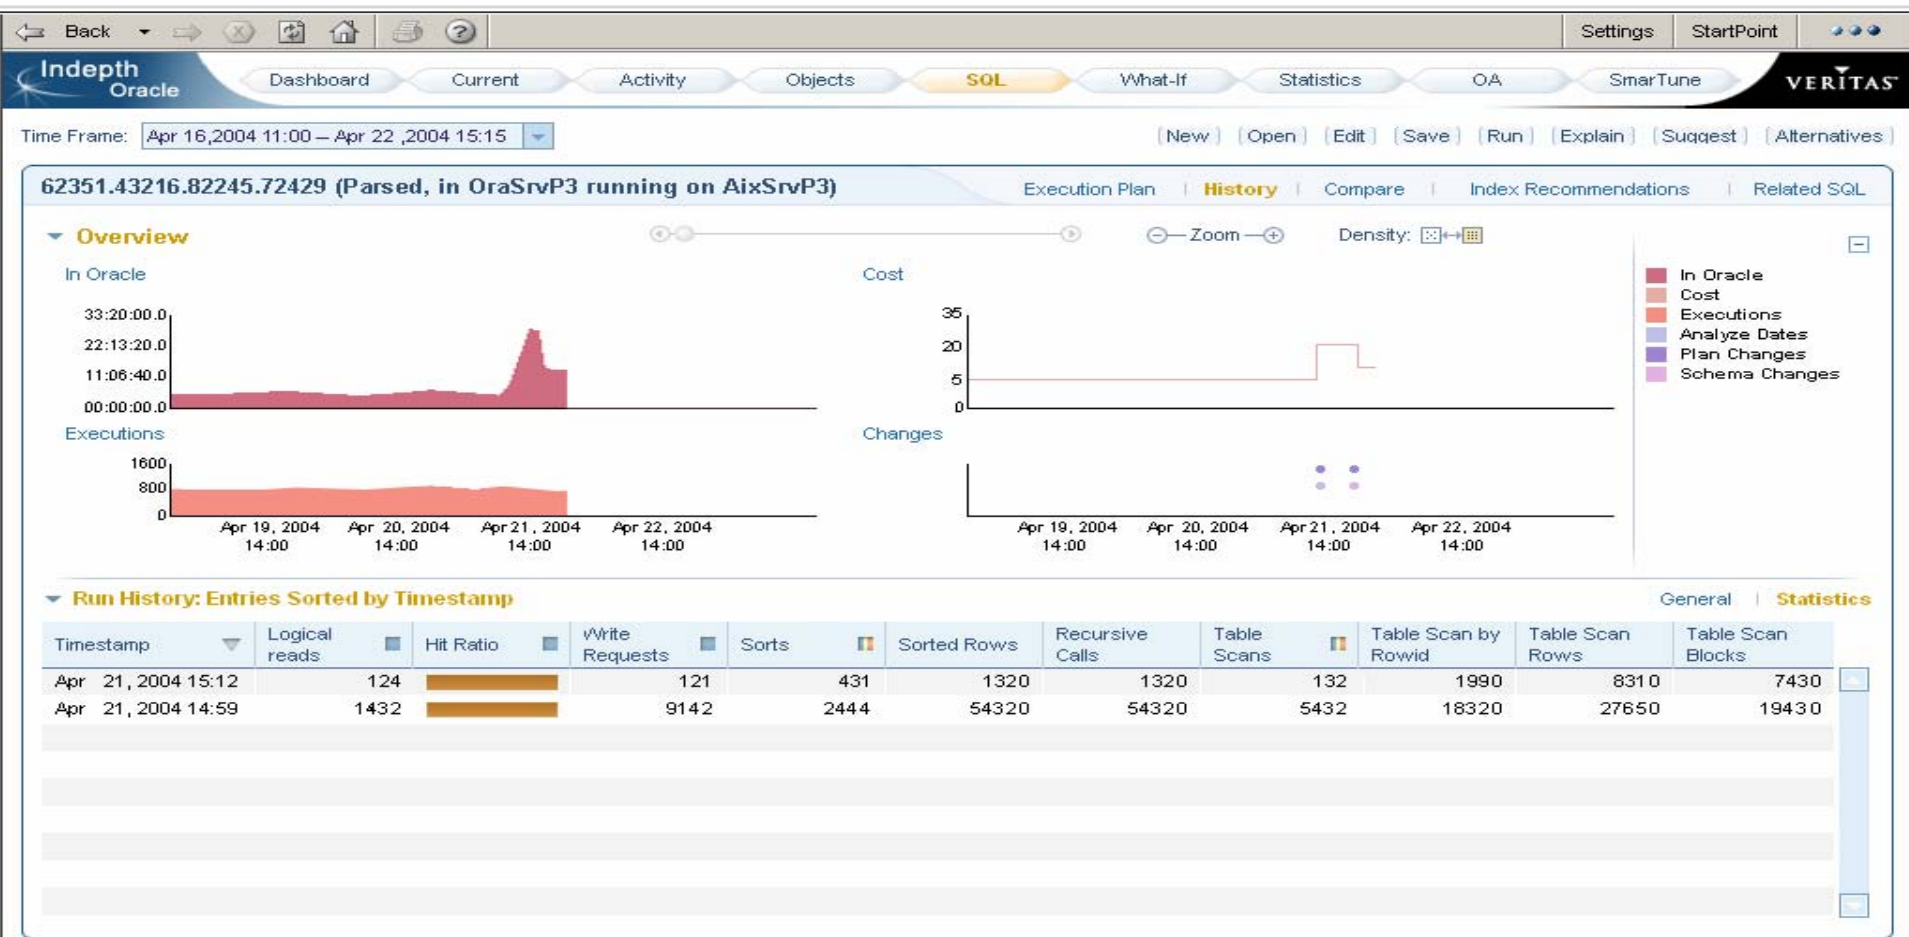 Back Settings StartPoint
Indepth
Oracle
Dashboard Current Activity Objects SQL What-If Statistics OA SmarTune VERITAS
Time Frame: Apr 16,2004 11:00 – Apr 22 ,2004 15:15 New Open Edit Save Run Explain Suggest Alternatives
62351.43216.82245.72429 (Parsed, in OraSrvP3 running on AixSrvP3) Execution Plan History Compare Index Recommendations Related SQL
Overview Zoom Density:
In Oracle
33:20:00.0
22:13:20.0
11:06:40.0
00:00:00.0
Cost
35
20
5
0
In Oracle
Cost
Executions
Analyze Dates
Plan Changes
Schema Changes
Executions
1600
800
0
Apr 19, 2004 Apr 20, 2004 Apr 21, 2004 Apr 22, 2004
14:00 14:00 14:00 14:00
Changes
Apr 19, 2004 Apr 20, 2004 Apr 21, 2004 Apr 22, 2004
14:00 14:00 14:00 14:00
Run History: Entries Sorted by Timestamp General Statistics
Timestamp Logical reads Hit Ratio Write Requests Sorts Sorted Rows Recursive Calls Table Scans Table Scan by Rowid Table Scan Rows Table Scan Blocks
Apr 21, 2004 15:12 124 121 431 1320 1320 132 1990 8310 7430
Apr 21, 2004 14:59 1432 9142 2444 54320 54320 5432 18320 27650 19430